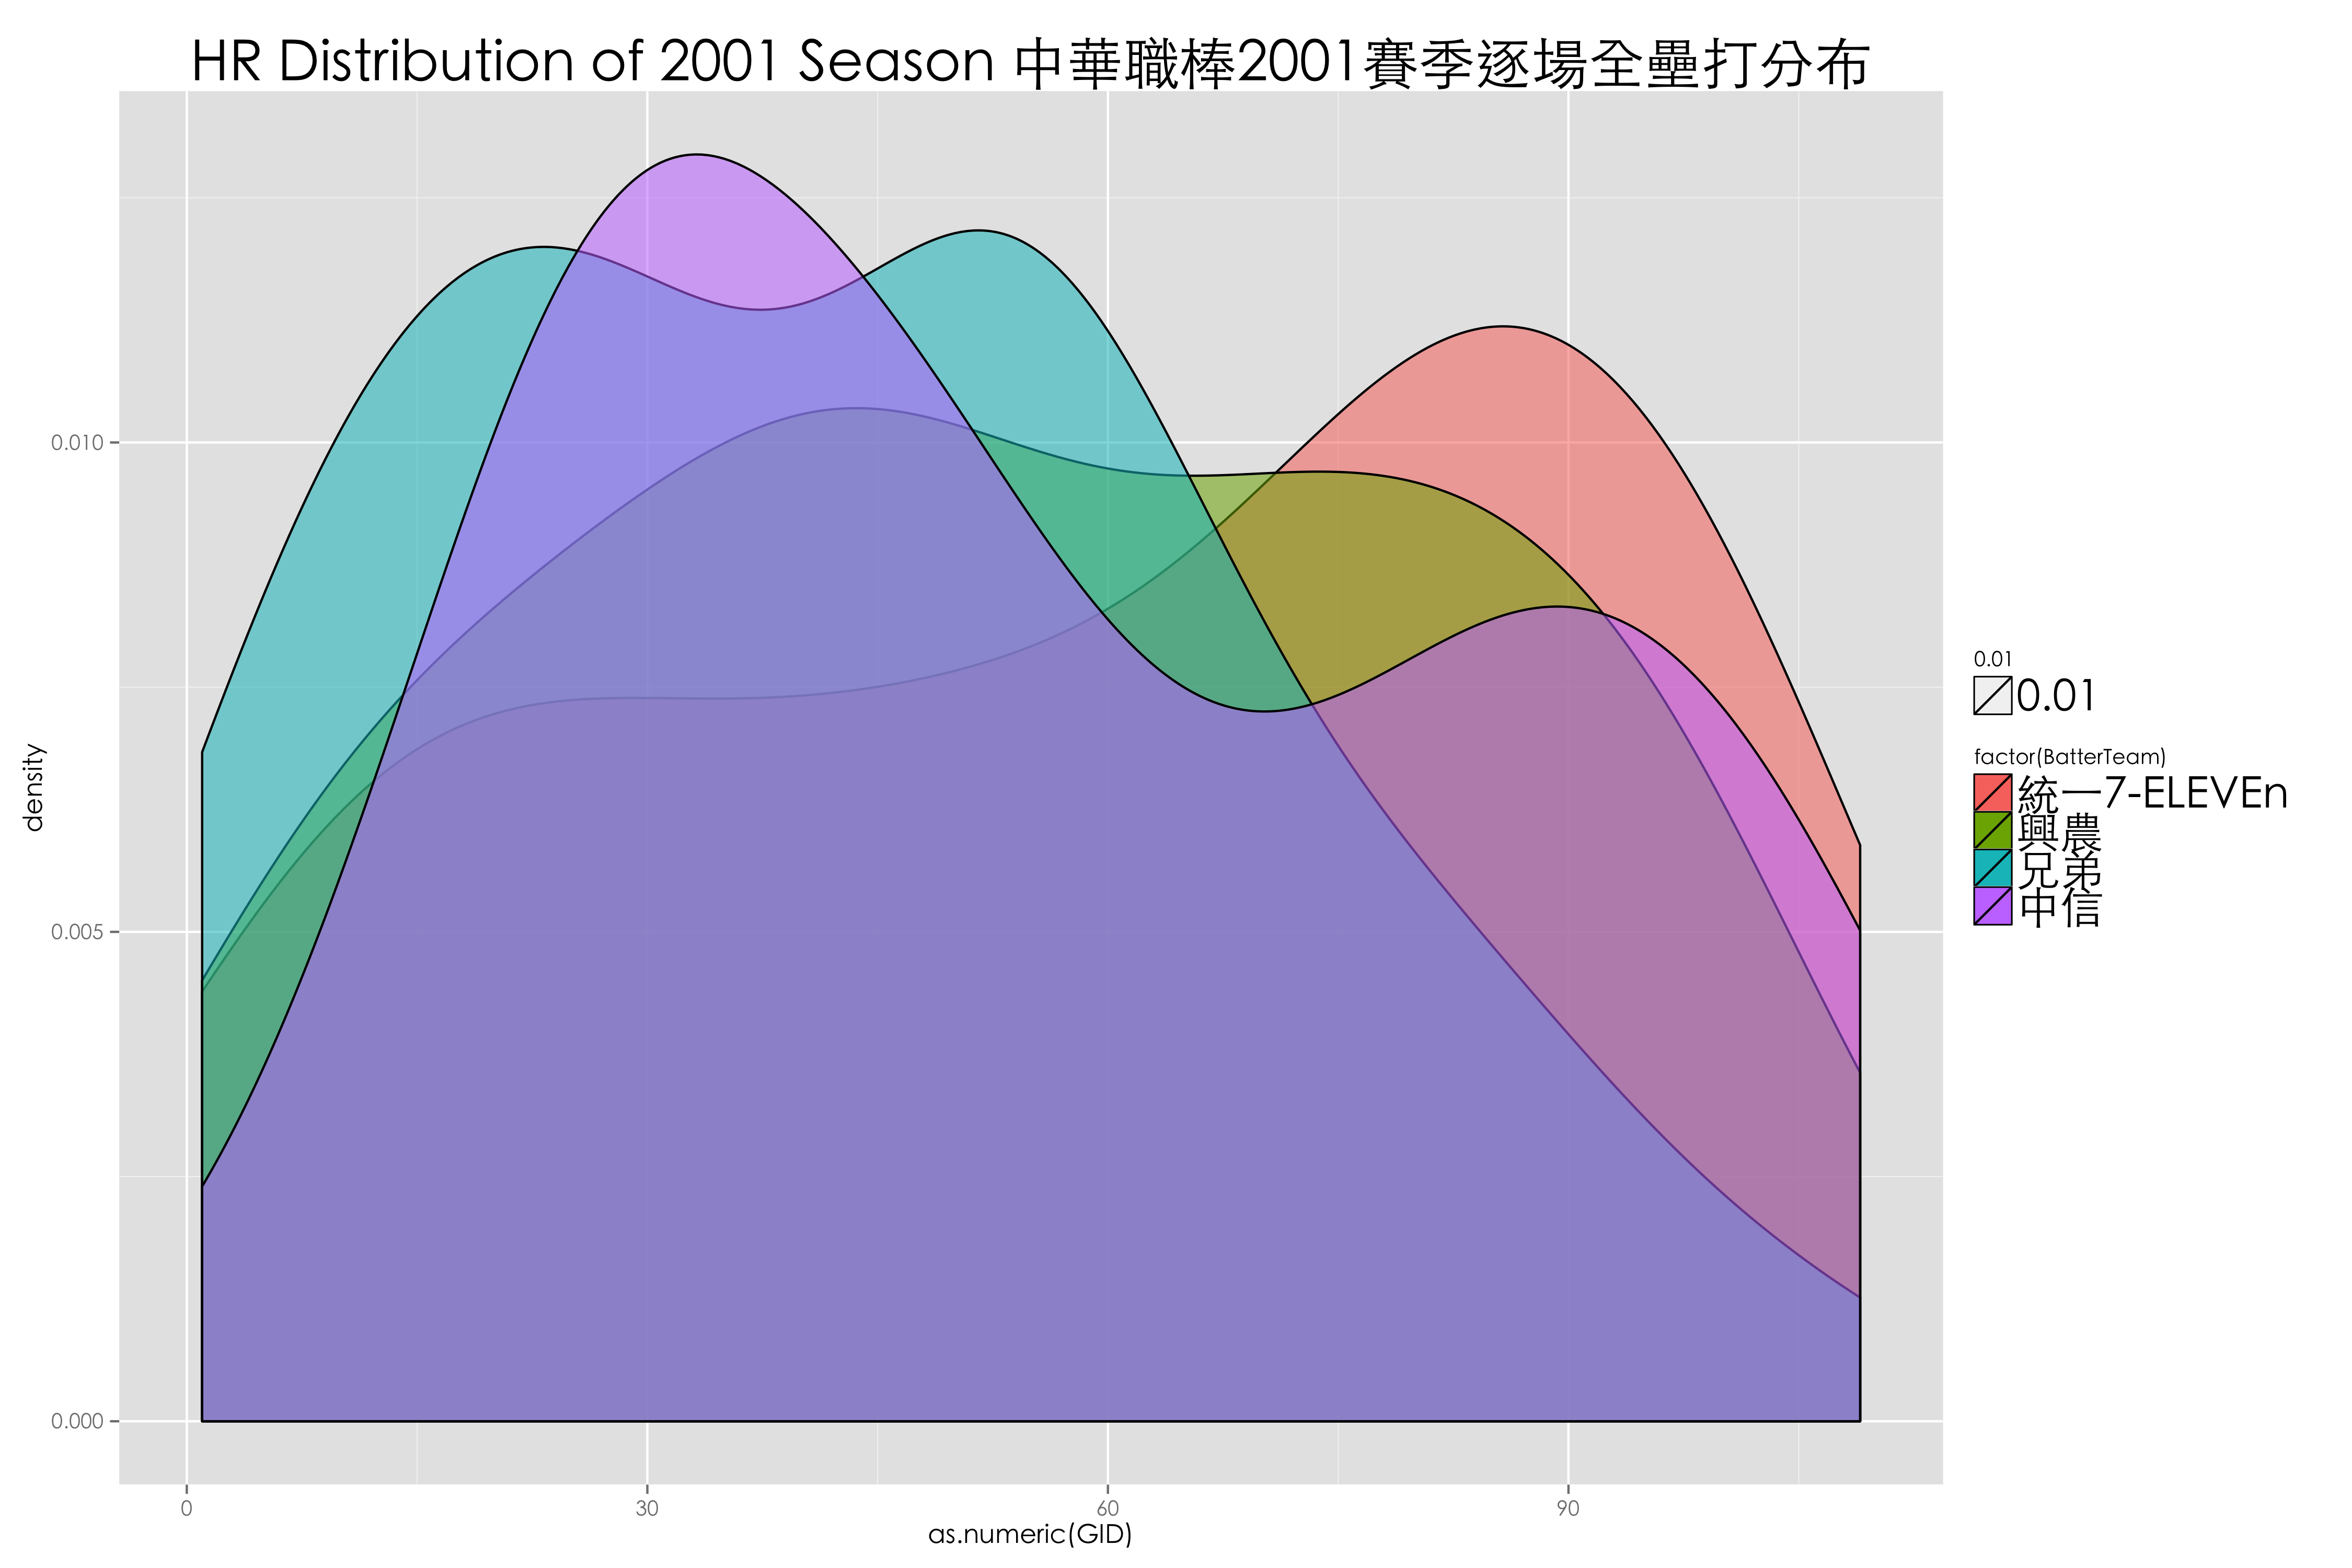 HR Distribution of 2001 Season 中華職棒2001賽季逐場全壘打分布
density
0.010
0.005
0.000
0
30
60
90
as.numeric(GID)
0.01
0.01
factor(BatterTeam)
統一7-ELEVEn
興農
兄弟
中信